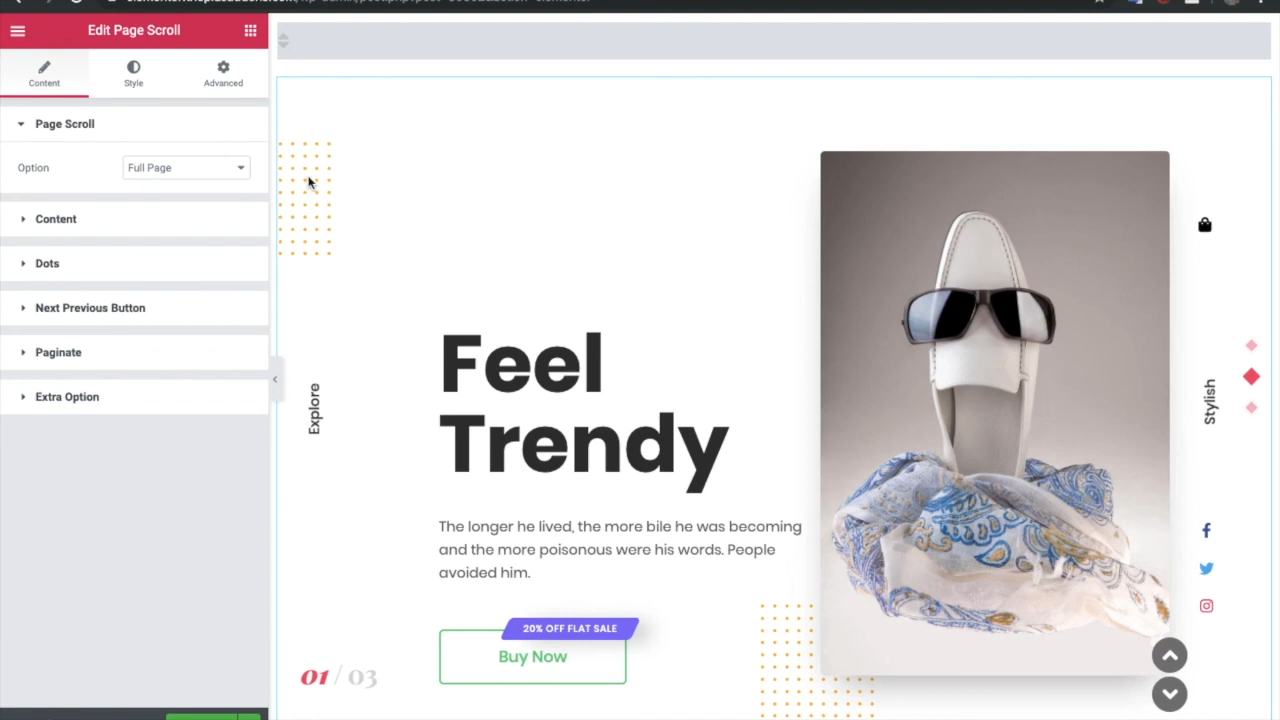 Edit Page Scroll
Content
Style
Advanced
Page Scroll
Option
Full Page
Content
Dots
Next Previous Button
Paginate
Extra Option
Explore
Feel
Trendy
The longer he lived, the more bile he was becoming
and the more poisonous were his words. People
avoided him.
20% OFF FLAT SALE
Buy Now
01 / 03
Stylish